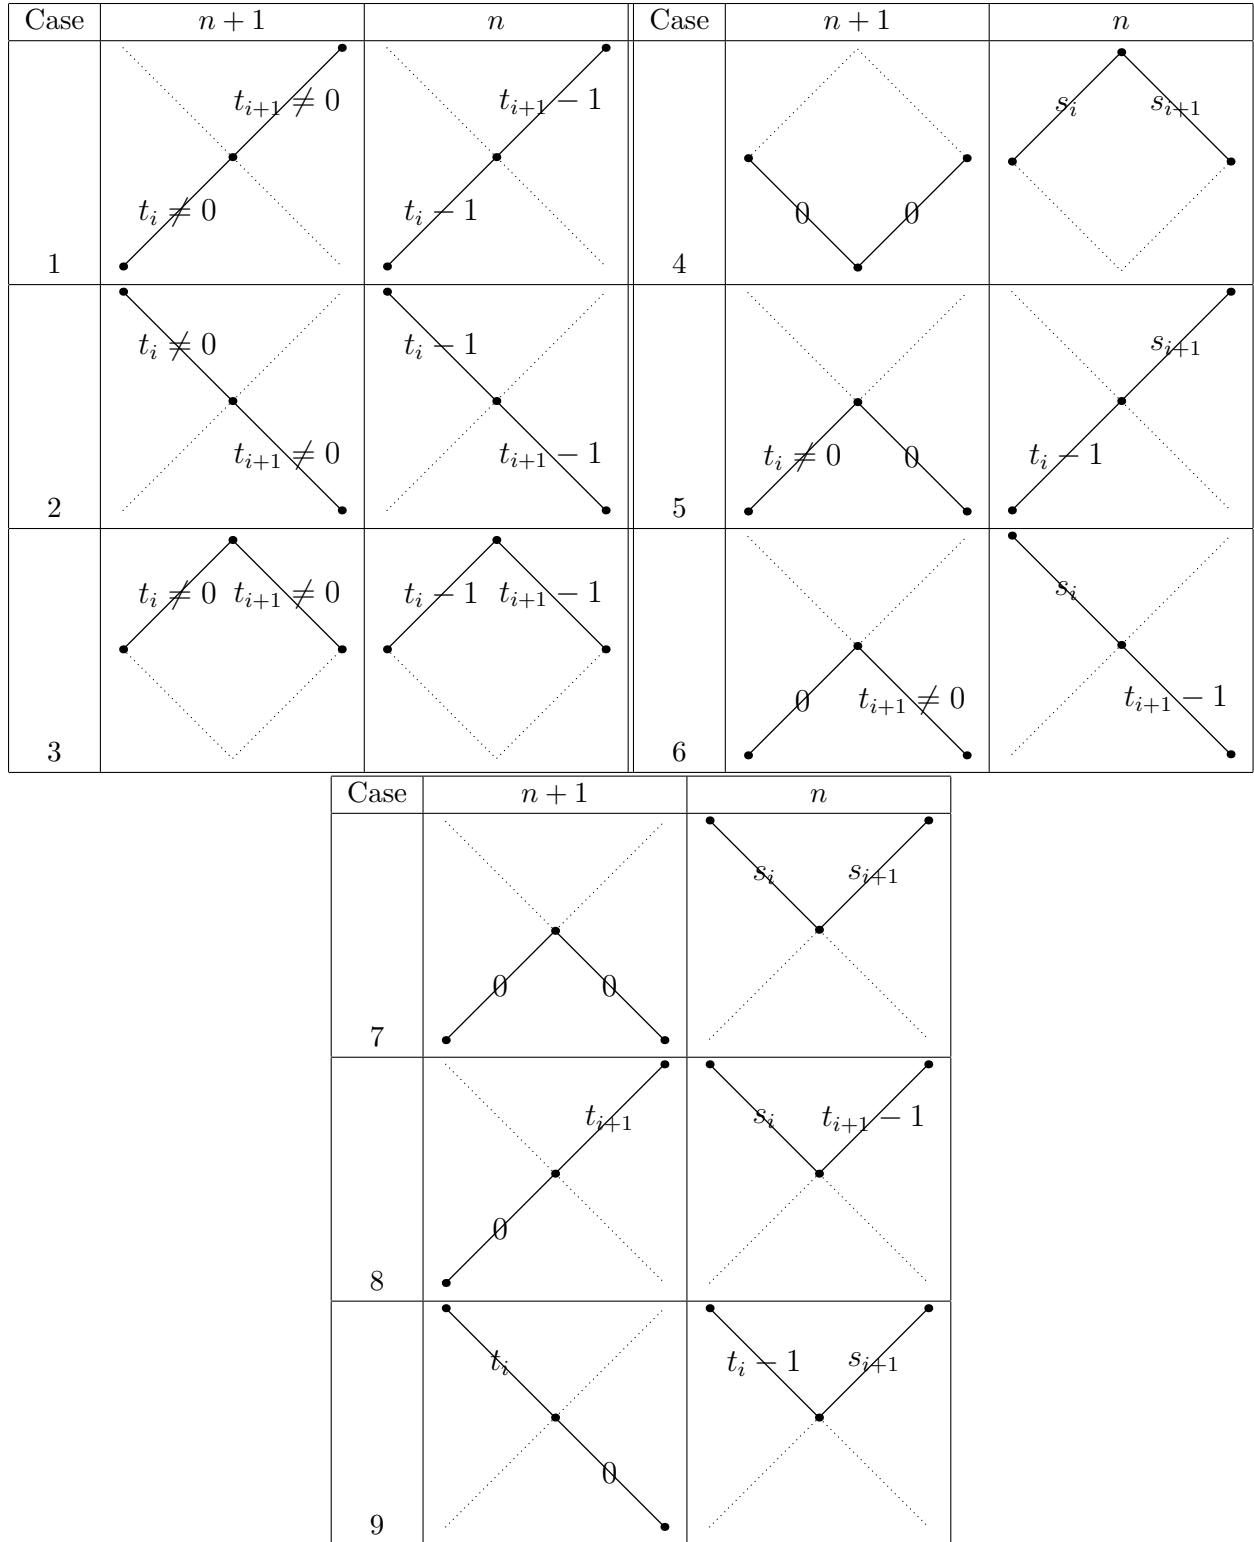 Case n + 1 n Case n + 1 n
t_{i+1} ≠ 0 t_{i+1} − 1 s_i s_{i+1}
t_i ≠ 0 t_i − 1 0 0
1 4
t_i ≠ 0 t_i − 1 s_{i+1}
t_{i+1} ≠ 0 t_{i+1} − 1 t_i ≠ 0 0 t_i − 1
2 5
t_i ≠ 0 t_{i+1} ≠ 0 t_i − 1 t_{i+1} − 1 s_i
0 t_{i+1} ≠ 0 t_{i+1} − 1
3 6
Case n + 1 n
s_i s_{i+1}
0 0
7
t_{i+1} s_i t_{i+1} − 1
0
8
t_i t_i − 1 s_{i+1}
0
9